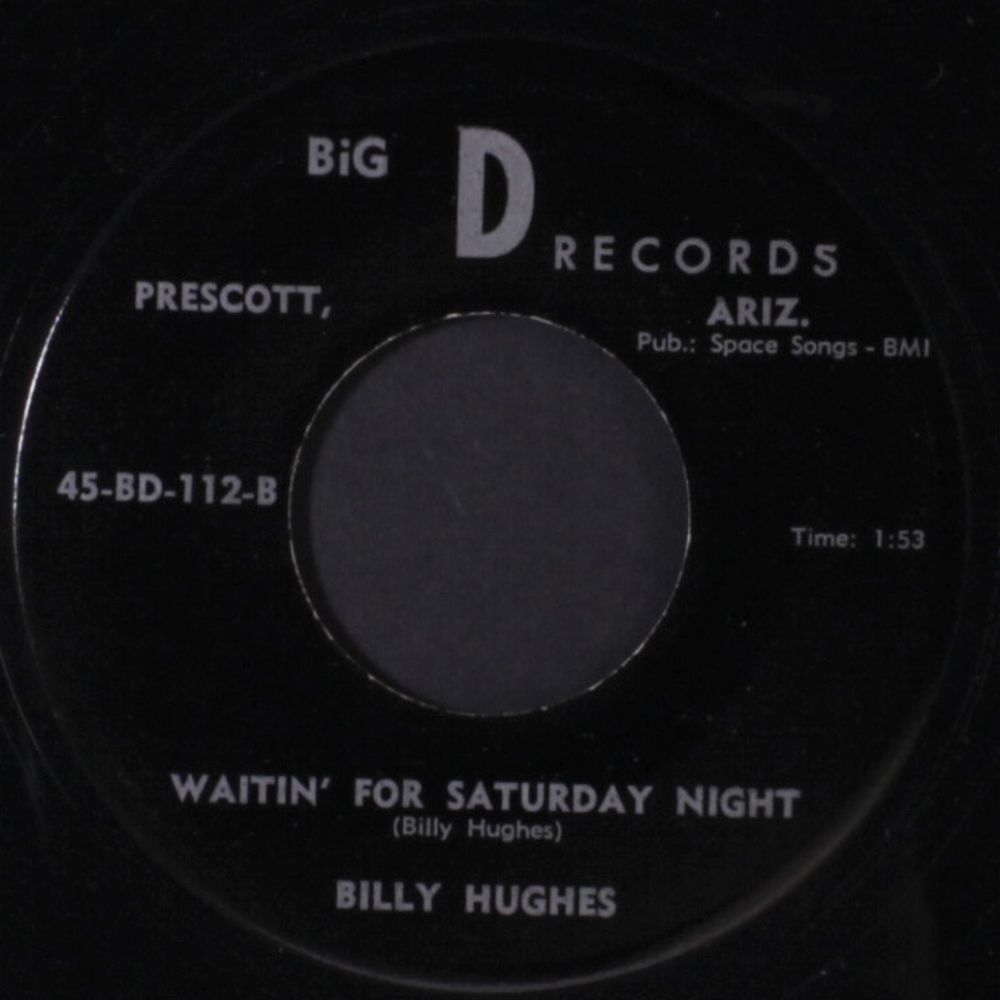 BiG D RECORDS
PRESCOTT, ARIZ.
Pub.: Space Songs - BMI
45-BD-112-B
Time: 1:53
WAITIN' FOR SATURDAY NIGHT
(Billy Hughes)
BILLY HUGHES